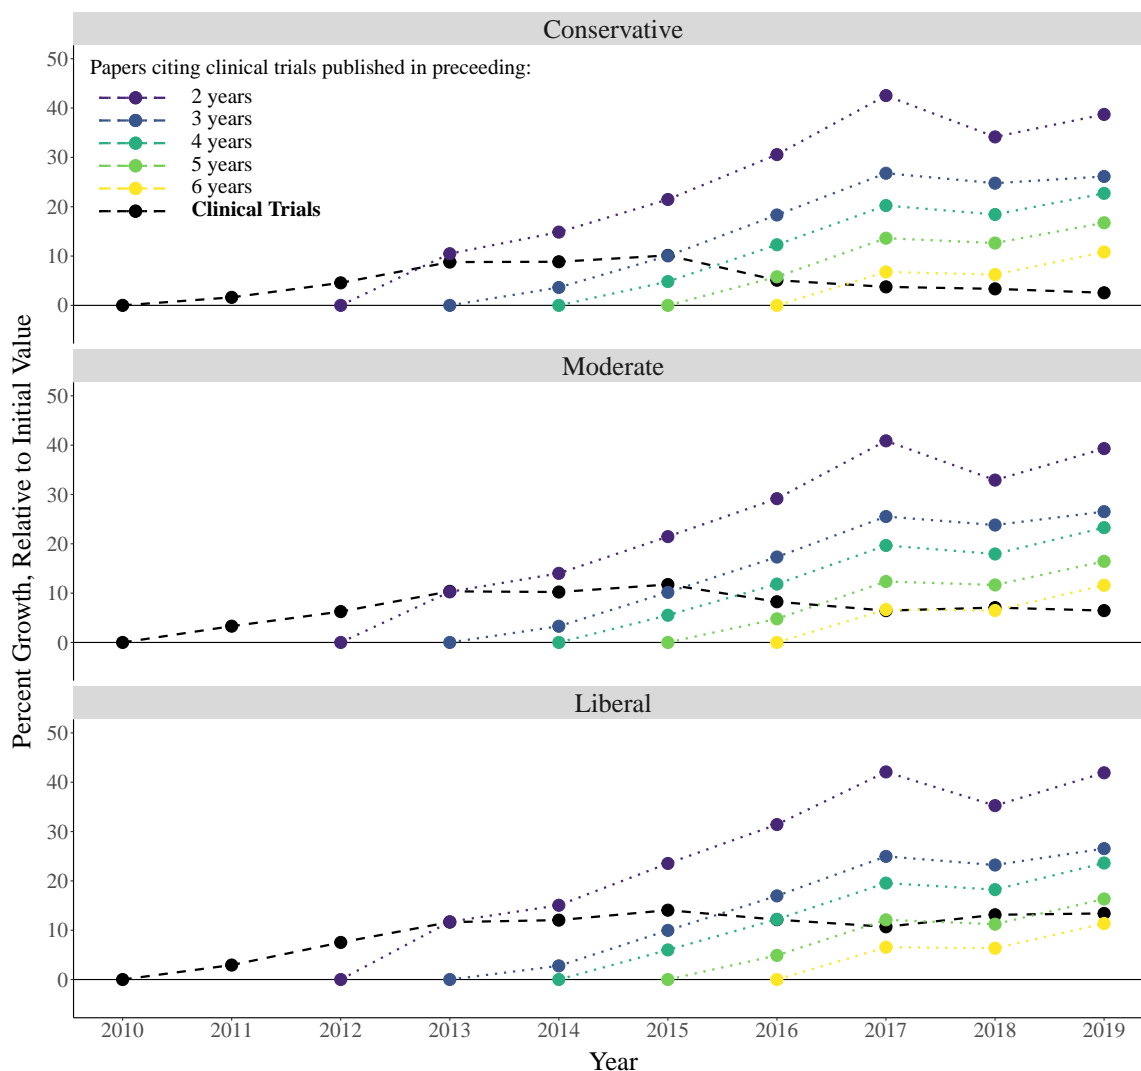 Conservative
50
40
30
20
10
0
Papers citing clinical trials published in preceeding:
2 years
3 years
4 years
5 years
6 years
Clinical Trials
Moderate
50
40
30
20
10
0
Liberal
50
40
30
20
10
0
Percent Growth, Relative to Initial Value
2010 2011 2012 2013 2014 2015 2016 2017 2018 2019
Year